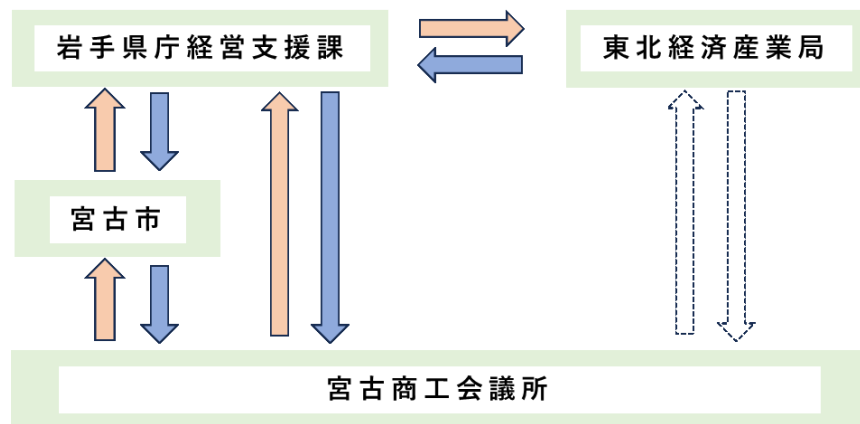 岩手県庁経営支援課
東北経済産業局
宮古市
宮古商工会議所